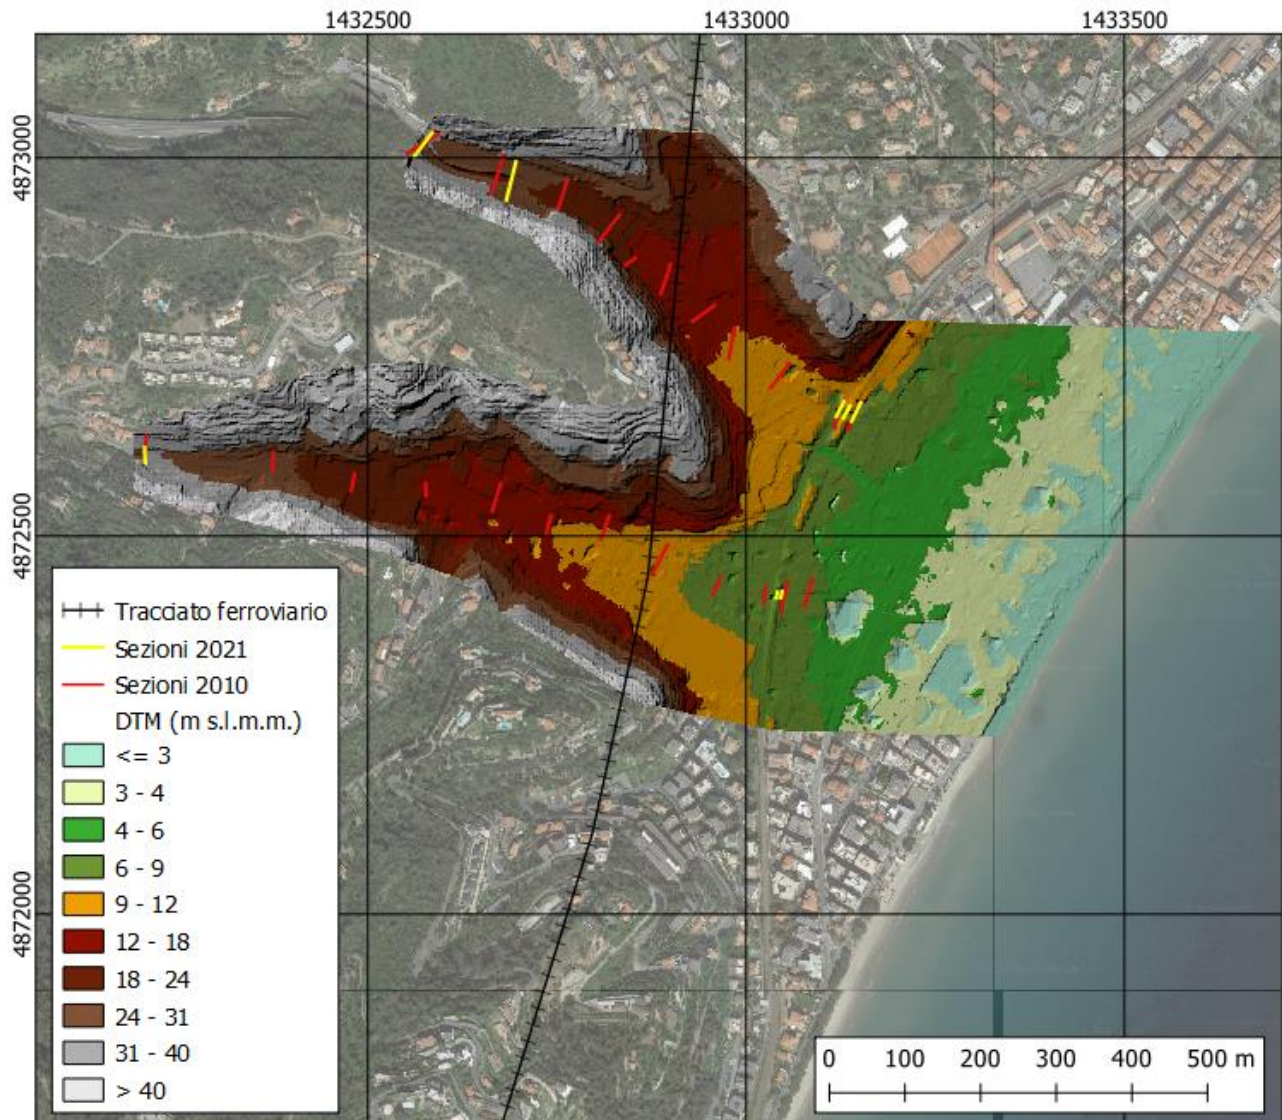 1432500 1433000 1433500
4873000
4872500
4872000
Tracciato ferroviario
Sezioni 2021
Sezioni 2010
DTM (m s.l.m.m.)
<= 3
3 - 4
4 - 6
6 - 9
9 - 12
12 - 18
18 - 24
24 - 31
31 - 40
> 40
0 100 200 300 400 500 m